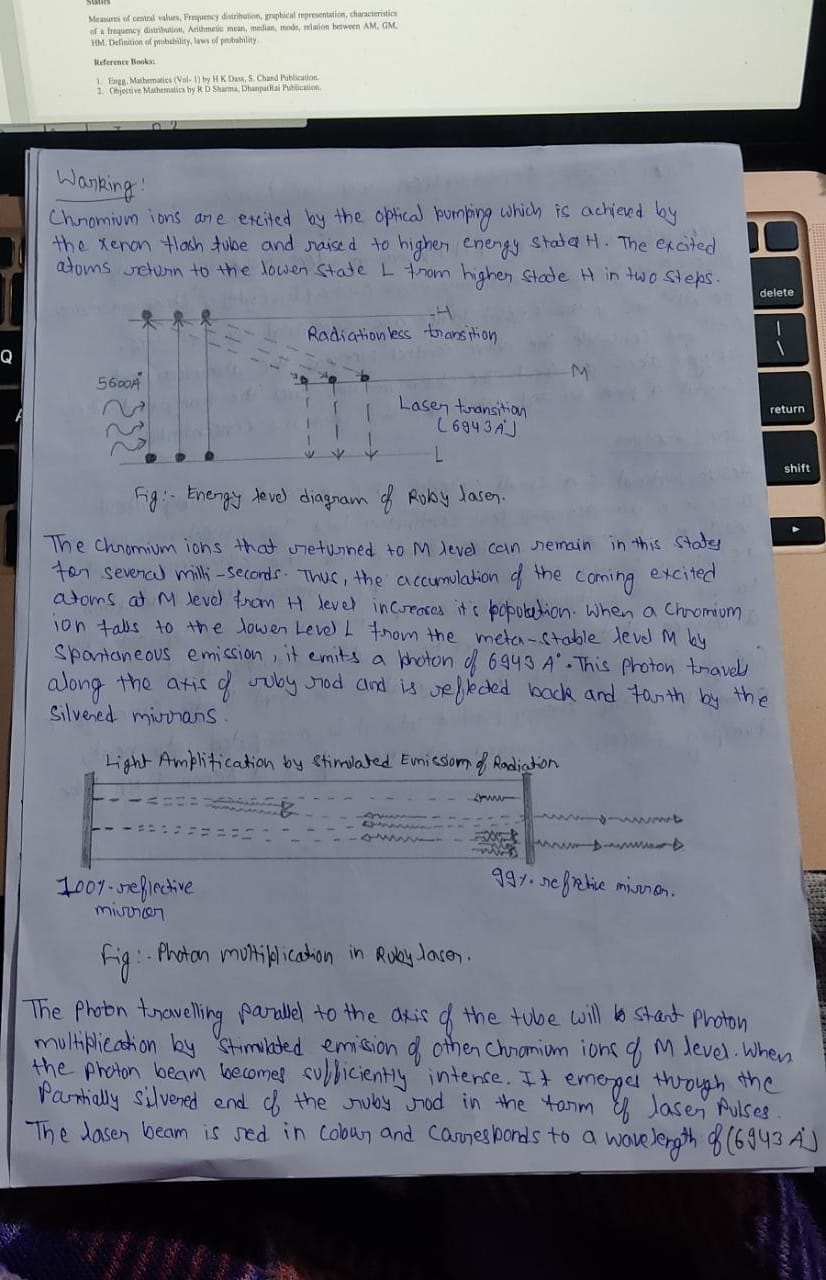 Statics
Measures of central values, Frequency distribution, graphical representation, characteristics
of a frequency distribution, Arithmetic mean, median, mode, relation between AM, GM,
HM. Definition of probability, laws of probability.
Reference Books:
1. Engg. Mathematics (Vol- 1) by H K Dass, S. Chand Publication.
2. Objective Mathematics by R D Sharma, DhanpatRai Publication.
Warking!
Chromium ions are excited by the optical pumping which is achieved by
the xenon flash tube and raised to higher energy state H. The excited
atoms return to the lower state L from higher state H in two steps.
H
Radiationless transition
M
5600Å
Laser transition
(6943Å)
L
Fig:- Energy level diagram of Ruby laser.
The chromium ions that returned to M level can remain in this state
for several milli-seconds. Thus, the accumulation of the coming excited
atoms at M level from H level increases it's popolation. When a Chromium
ion falls to the lower Level L from the meta-stable level M by
Spontaneous emission, it emits a photon of 6943 A°. This Photon travels
along the axis of ruby rod and is reflected back and forth by the
Silvered mirrors.
Light Amplification by Stimulated Emission of Radiation
100% reflective
mirror
99%
mirror.
Fig:- Photon multiplication in Ruby laser.
The Photon travelling parallel to the axis of the tube will start Photon
multiplication by Stimulated emission of other chromium ions of M level. When
the photon beam becomes sufficiently intense. It emerges through the
Partially silvered end of the ruby rod in the form of laser Pulses.
The laser beam is red in colour and Corresponds to a wavelength of (6943 Å)
Q
A
delete
|
\
return
shift